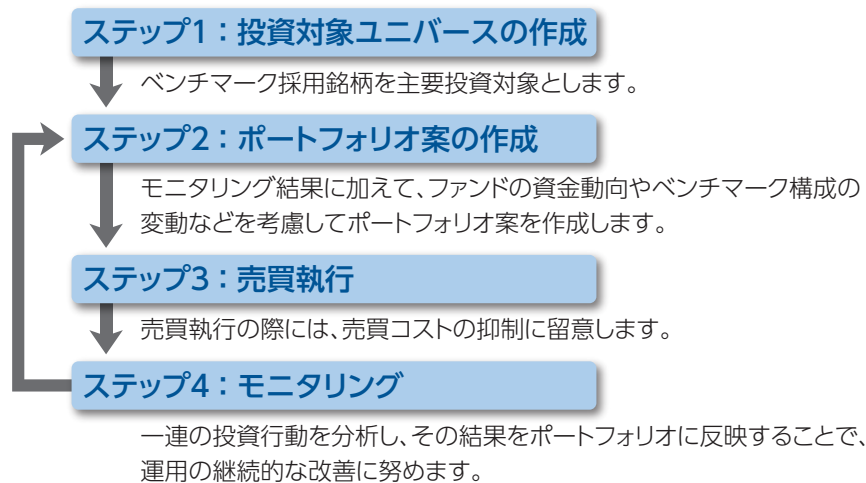 ステップ1：投資対象ユニバースの作成
ベンチマーク採用銘柄を主要投資対象とします。
ステップ2：ポートフォリオ案の作成
モニタリング結果に加えて、ファンドの資金動向やベンチマーク構成の
変動などを考慮してポートフォリオ案を作成します。
ステップ3：売買執行
売買執行の際には、売買コストの抑制に留意します。
ステップ4：モニタリング
一連の投資行動を分析し、その結果をポートフォリオに反映することで、
運用の継続的な改善に努めます。